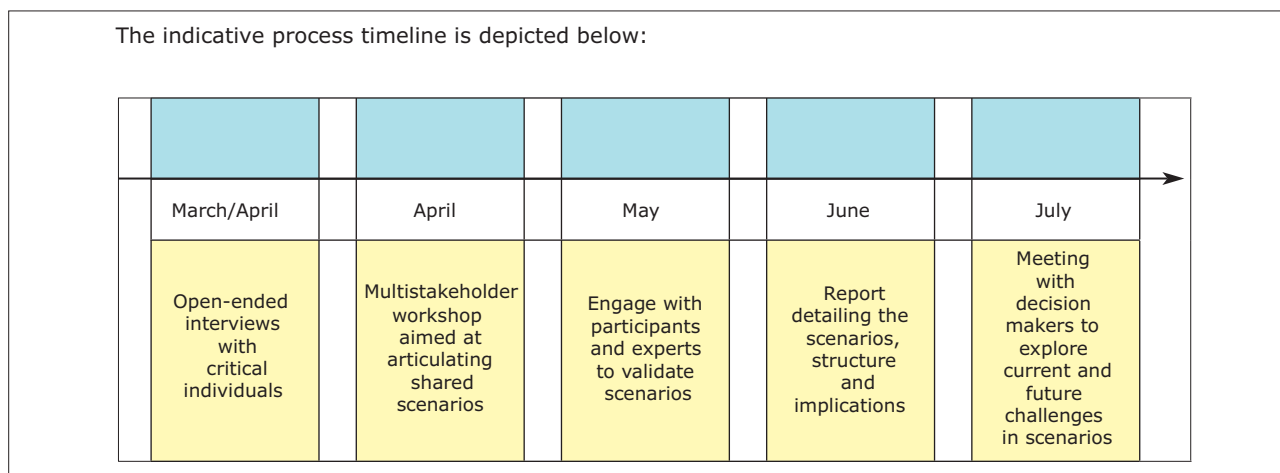 The indicative process timeline is depicted below:
March/April
April
May
June
July
Open-ended
interviews
with
critical
individuals
Multistakeholder
workshop
aimed at
articulating
shared
scenarios
Engage with
participants
and experts
to validate
scenarios
Report
detailing the
scenarios,
structure
and
implications
Meeting
with
decision
makers to
explore
current and
future
challenges
in scenarios